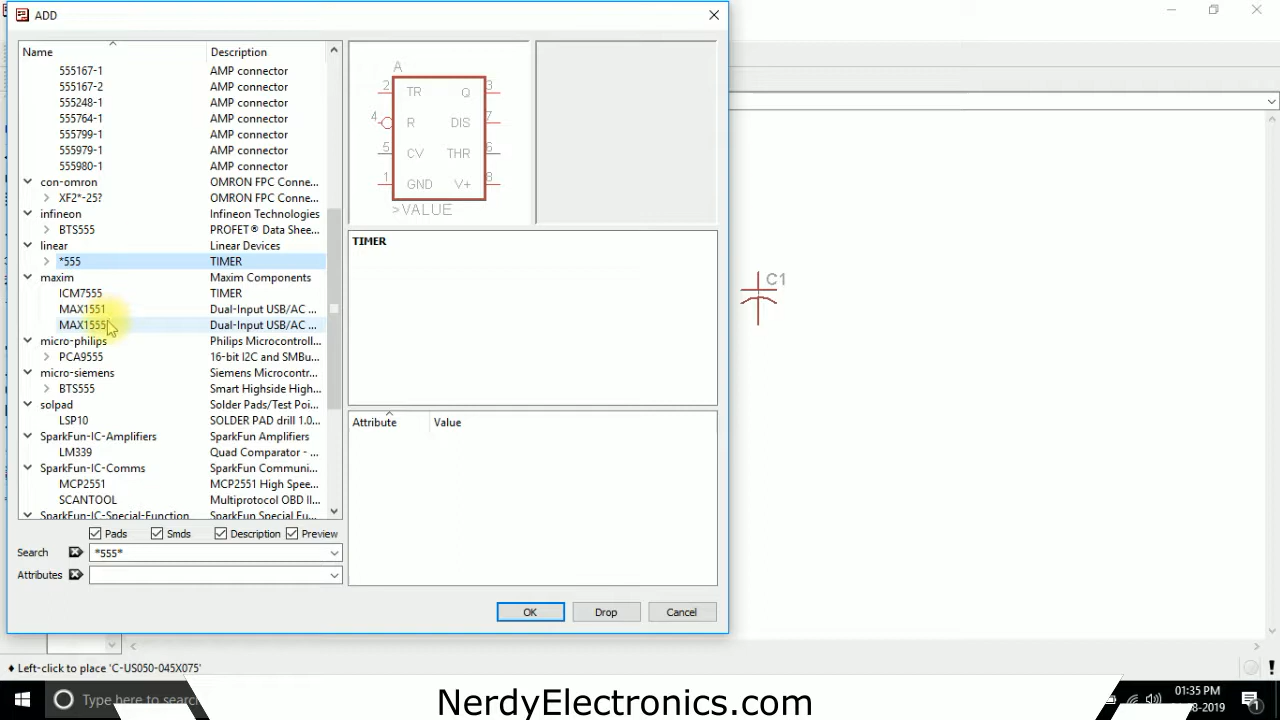 ADD
Name Description
555167-1 AMP connector
555167-2 AMP connector
555248-1 AMP connector
555764-1 AMP connector
555799-1 AMP connector
555979-1 AMP connector
555980-1 AMP connector
con-omron OMRON FPC Conne...
XF2*-25? OMRON FPC Conne...
infineon Infineon Technologies
BTS555 PROFET® Data Shee...
linear Linear Devices
*555 TIMER
maxim Maxim Components
ICM7555 TIMER
MAX1551 Dual-Input USB/AC ...
MAX1555 Dual-Input USB/AC ...
micro-philips Philips Microcontroll...
PCA9555 16-bit I2C and SMBu...
micro-siemens Siemens Microcontr...
BTS555 Smart Highside High...
solpad Solder Pads/Test Poi...
LSP10 SOLDER PAD drill 1.0...
SparkFun-IC-Amplifiers SparkFun Amplifiers
LM339 Quad Comparator - ...
SparkFun-IC-Comms SparkFun Communi...
MCP2551 MCP2551 High Spee...
SCANTOOL Multiprotocol OBD II...
SparkFun-IC-Special-Function SparkFun Special Fu...
Pads Smds Description Preview
Search *555*
Attributes
A
2 TR Q 3
4 R DIS 7
5 CV THR 6
1 GND V+ 8
>VALUE
TIMER
Attribute Value
OK Drop Cancel
C1
Left-click to place 'C-US050-045X075'
Type here to
01:35 PM
-08-2019
1
NerdyElectronics.com